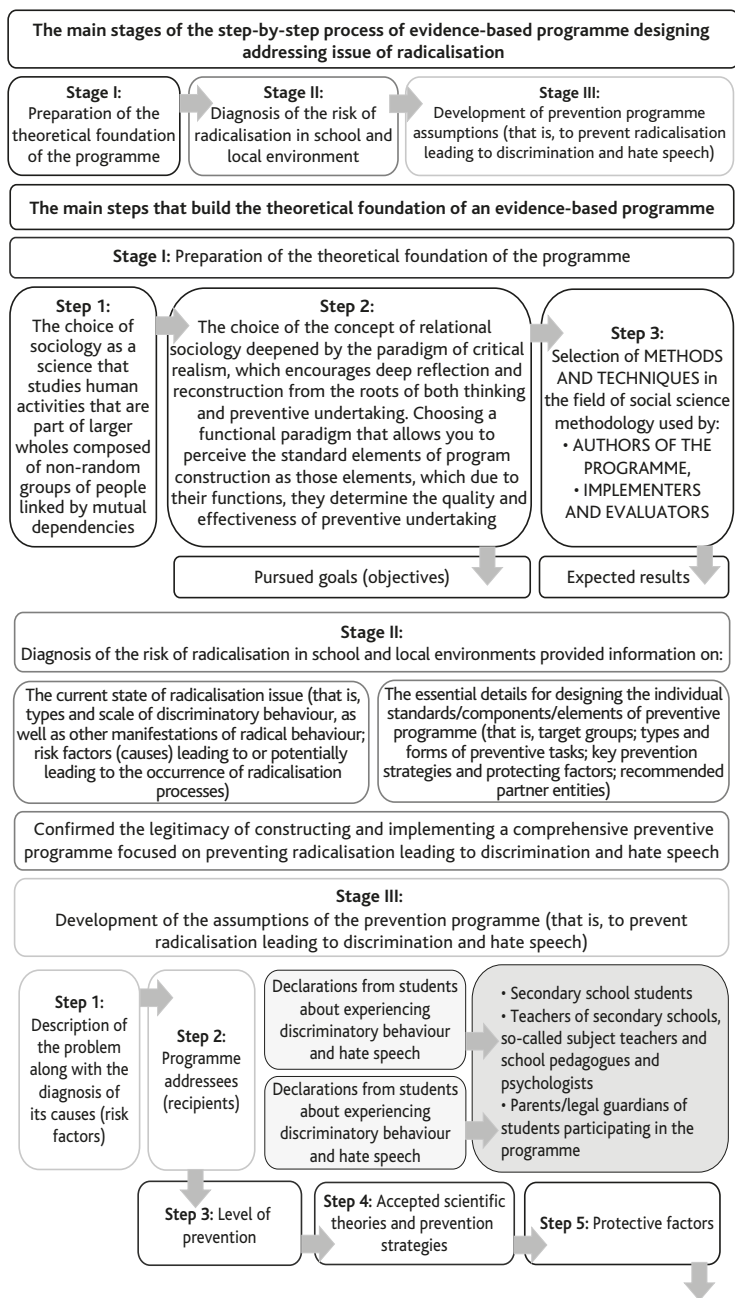 The main stages of the step-by-step process of evidence-based programme designing
addressing issue of radicalisation
Stage I:
Preparation of the
theoretical foundation
of the programme
Stage II:
Diagnosis of the risk of
radicalisation in school and
local environment
Stage III:
Development of prevention programme
assumptions (that is, to prevent radicalisation
leading to discrimination and hate speech)
The main steps that build the theoretical foundation of an evidence-based programme
Stage I: Preparation of the theoretical foundation of the programme
Step 1:
The choice of
sociology as a
science that
studies human
activities that are
part of larger
wholes composed
of non-random
groups of people
linked by mutual
dependencies
Step 2:
The choice of the concept of relational
sociology deepened by the paradigm of critical
realism, which encourages deep reflection and
reconstruction from the roots of both thinking
and preventive undertaking. Choosing a
functional paradigm that allows you to
perceive the standard elements of program
construction as those elements, which due to
their functions, they determine the quality and
effectiveness of preventive undertaking
Step 3:
Selection of METHODS
AND TECHNIQUES in
the field of social science
methodology used by:
• AUTHORS OF THE
PROGRAMME,
• IMPLEMENTERS
AND EVALUATORS
Pursued goals (objectives)
Expected results
Stage II:
Diagnosis of the risk of radicalisation in school and local environments provided information on:
The current state of radicalisation issue (that is,
types and scale of discriminatory behaviour, as
well as other manifestations of radical behaviour;
risk factors (causes) leading to or potentially
leading to the occurrence of radicalisation
processes)
The essential details for designing the individual
standards/components/elements of preventive
programme (that is, target groups; types and
forms of preventive tasks; key prevention
strategies and protecting factors; recommended
partner entities)
Confirmed the legitimacy of constructing and implementing a comprehensive preventive
programme focused on preventing radicalisation leading to discrimination and hate speech
Stage III:
Development of the assumptions of the prevention programme (that is, to prevent
radicalisation leading to discrimination and hate speech)
Step 1:
Description of
the problem
along with the
diagnosis of
its causes (risk
factors)
Step 2:
Programme
addressees
(recipients)
Declarations from students
about experiencing
discriminatory behaviour
and hate speech
Declarations from students
about experiencing
discriminatory behaviour
and hate speech
• Secondary school students
• Teachers of secondary schools,
so-called subject teachers and
school pedagogues and
psychologists
• Parents/legal guardians of
students participating in the
programme
Step 3: Level of
prevention
Step 4: Accepted scientific
theories and prevention
strategies
Step 5: Protective factors